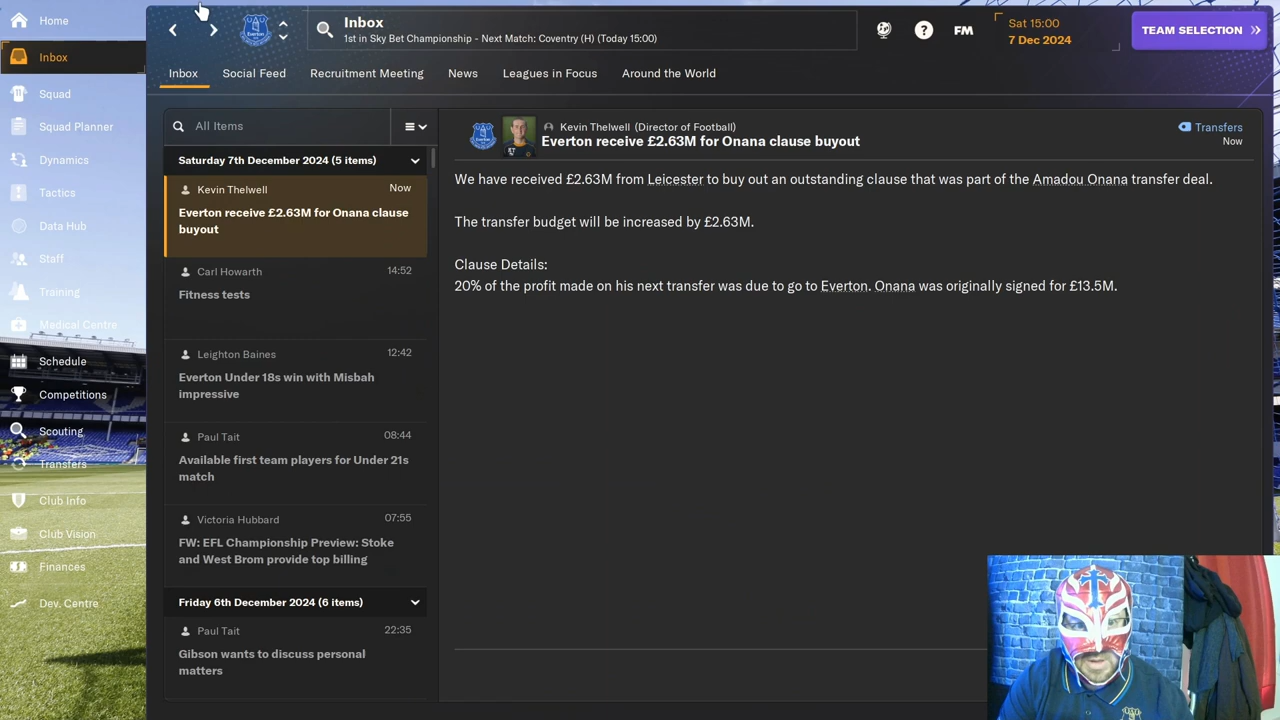 Home
Inbox
Squad
Squad Planner
Dynamics
Tactics
Data Hub
Staff
Training
Medical Centre
Schedule
Competitions
Scouting
Transfers
Club Info
Club Vision
Finances
Dev. Centre
Everton
Inbox
1st in Sky Bet Championship - Next Match: Coventry (H) (Today 15:00)
?
FM
Sat 15:00
7 Dec 2024
TEAM SELECTION
Inbox Social Feed Recruitment Meeting News Leagues in Focus Around the World
All Items
Saturday 7th December 2024 (5 items)
Kevin Thelwell Now
Everton receive £2.63M for Onana clause
buyout
Carl Howarth 14:52
Fitness tests
Leighton Baines 12:42
Everton Under 18s win with Misbah
impressive
Paul Tait 08:44
Available first team players for Under 21s
match
Victoria Hubbard 07:55
FW: EFL Championship Preview: Stoke
and West Brom provide top billing
Friday 6th December 2024 (6 items)
Paul Tait 22:35
Gibson wants to discuss personal
matters
Kevin Thelwell (Director of Football)
Everton receive £2.63M for Onana clause buyout
Transfers
Now
We have received £2.63M from Leicester to buy out an outstanding clause that was part of the Amadou Onana transfer deal.
The transfer budget will be increased by £2.63M.
Clause Details:
20% of the profit made on his next transfer was due to go to Everton. Onana was originally signed for £13.5M.